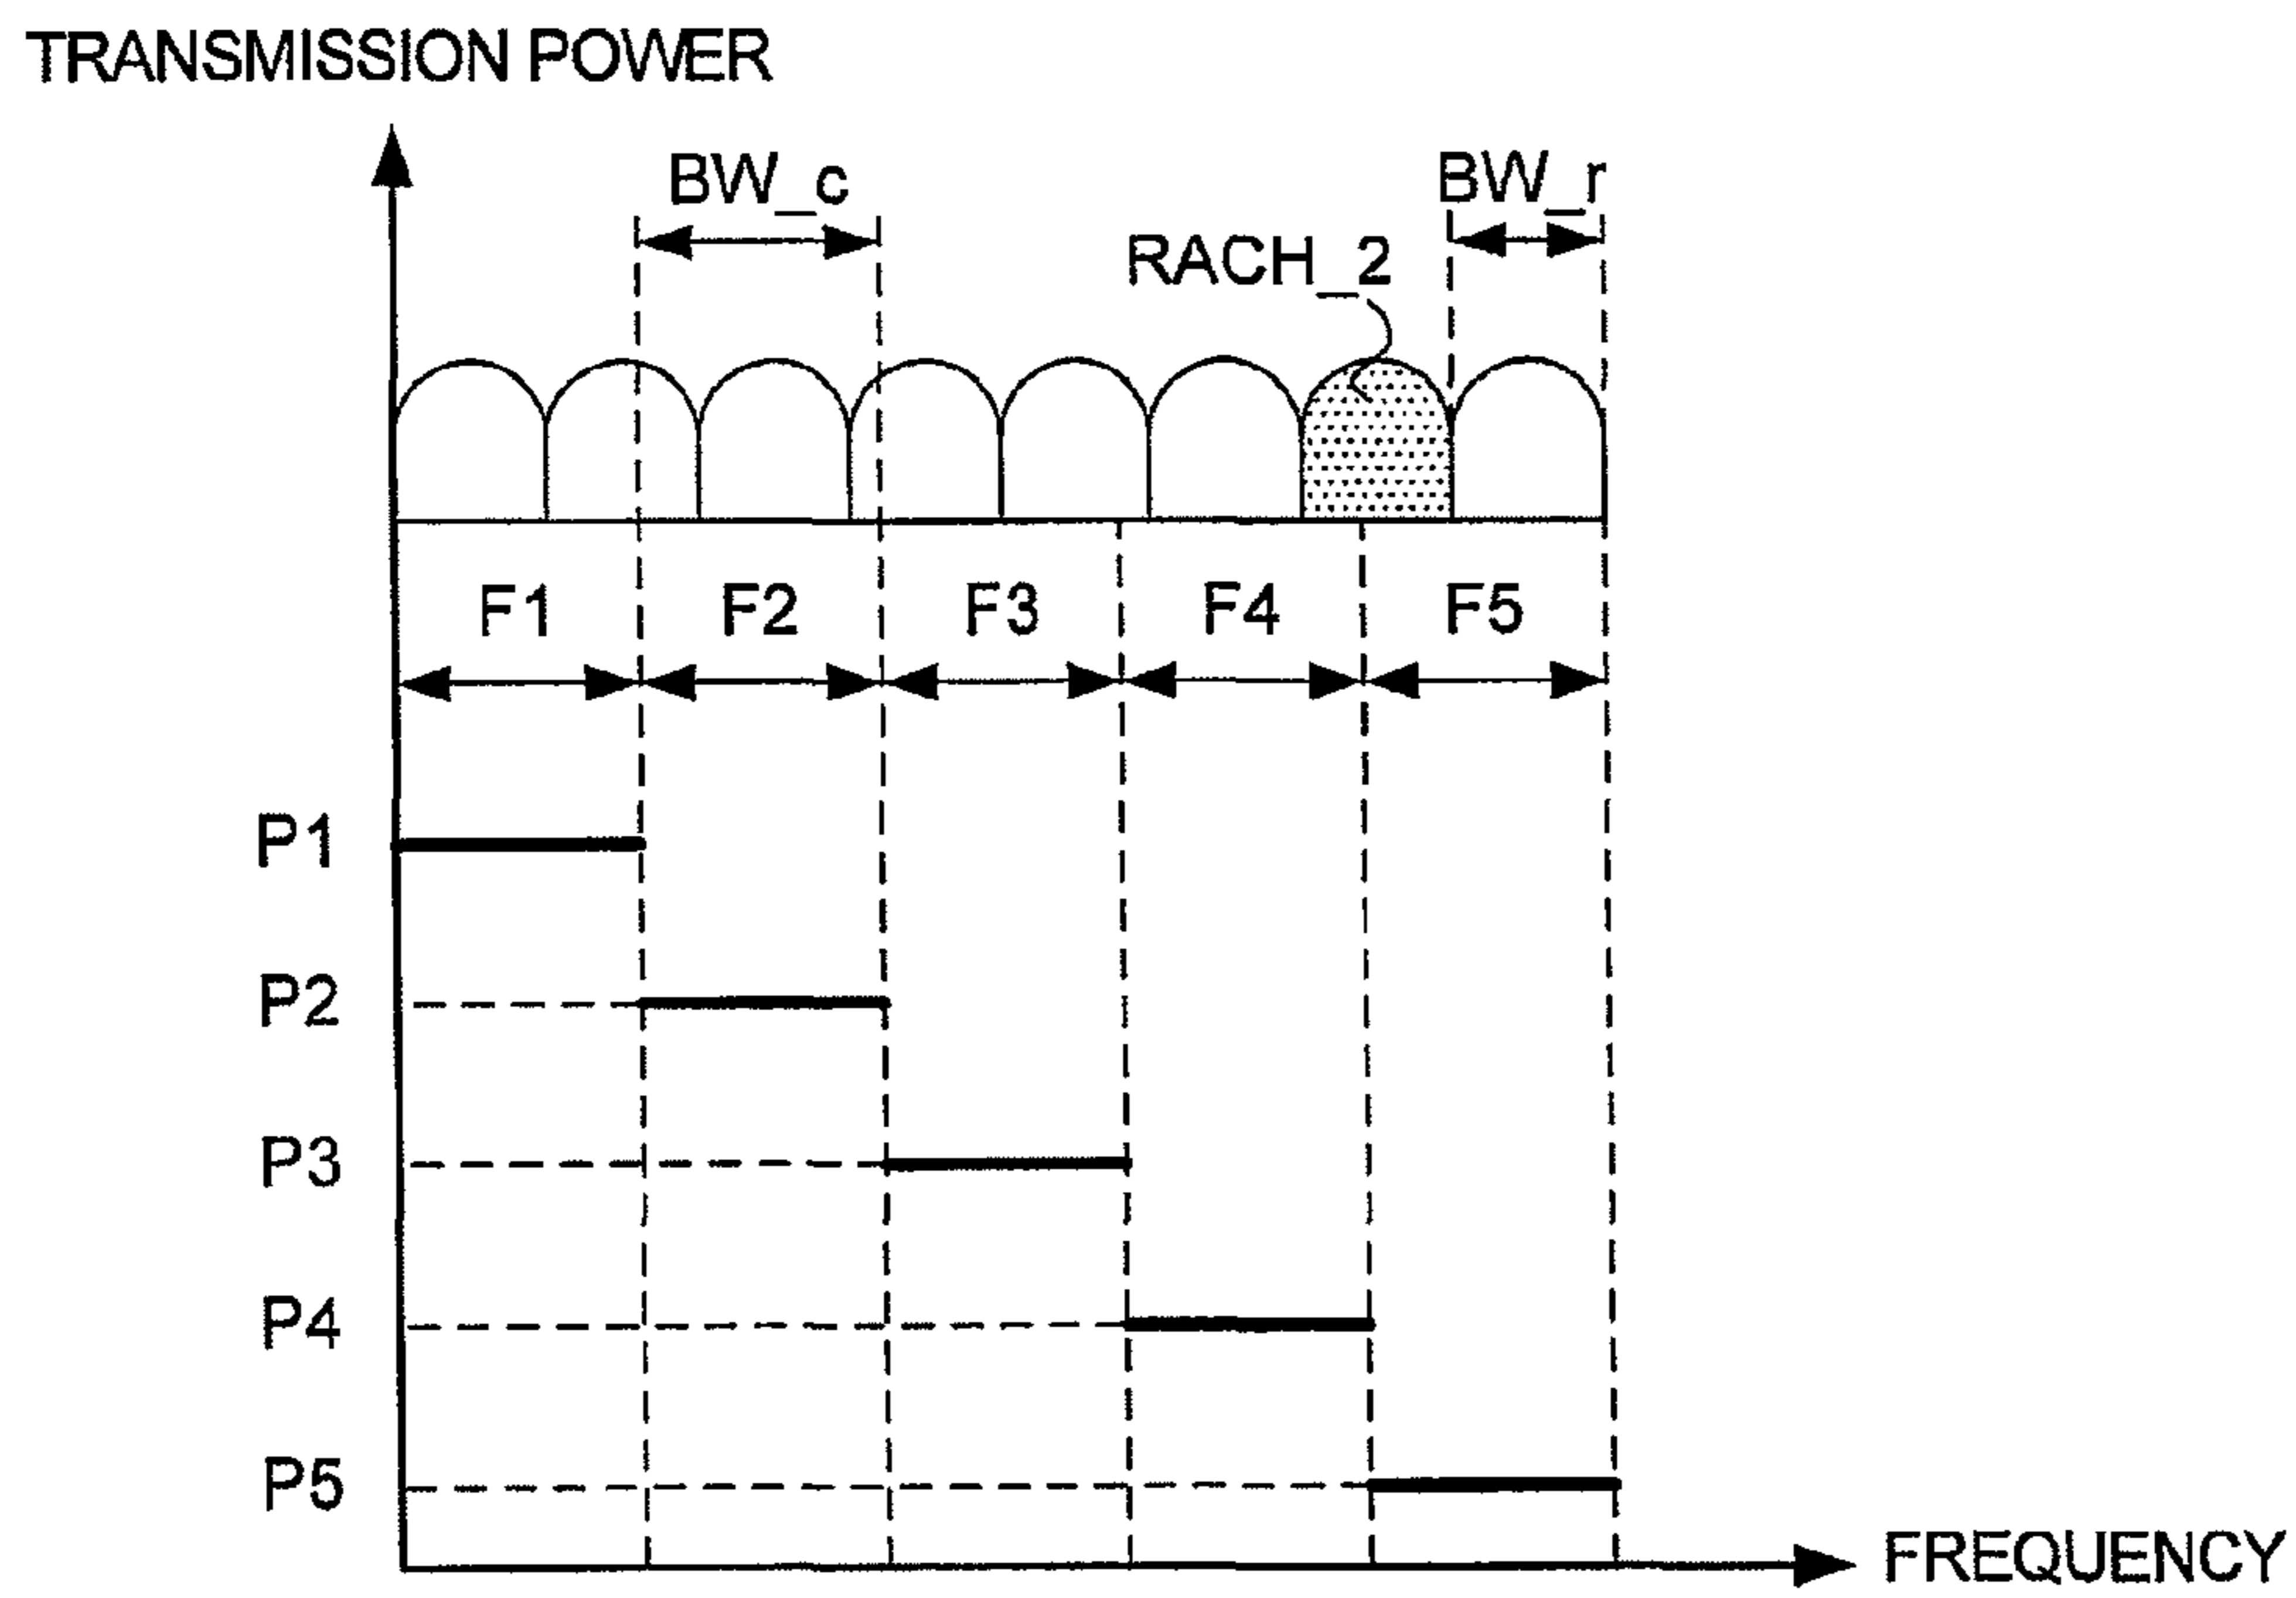 TRANSMISSION POWER
BW_c
BW_r
RACH_2
F1 F2 F3 F4 F5
P1
P2
P3
P4
P5
FREQUENCY